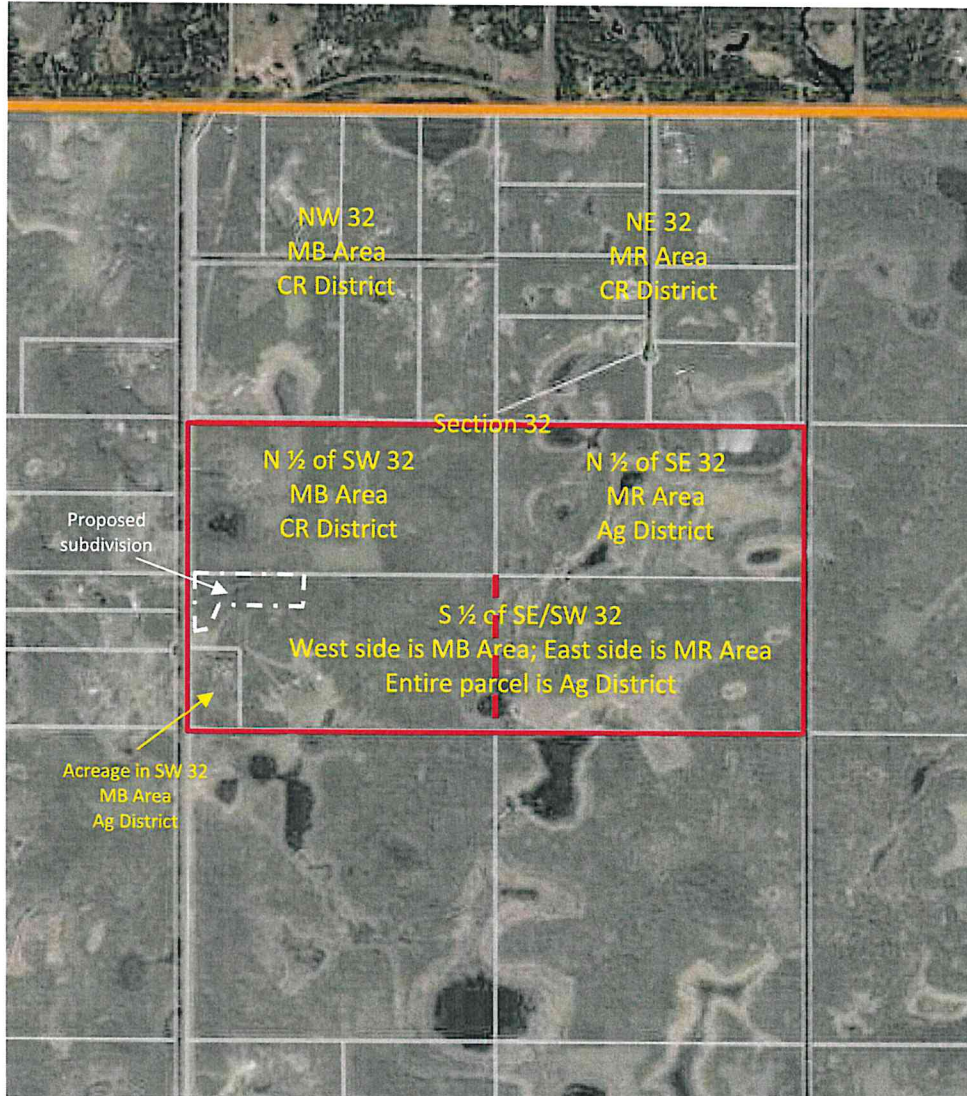 NW 32
MB Area
CR District
NE 32
MR Area
CR District
Section 32
N ½ of SW 32
MB Area
CR District
N ½ of SE 32
MR Area
Ag District
Proposed
subdivision
S ½ of SE/SW 32
West side is MB Area; East side is MR Area
Entire parcel is Ag District
Acreage in SW 32
MB Area
Ag District